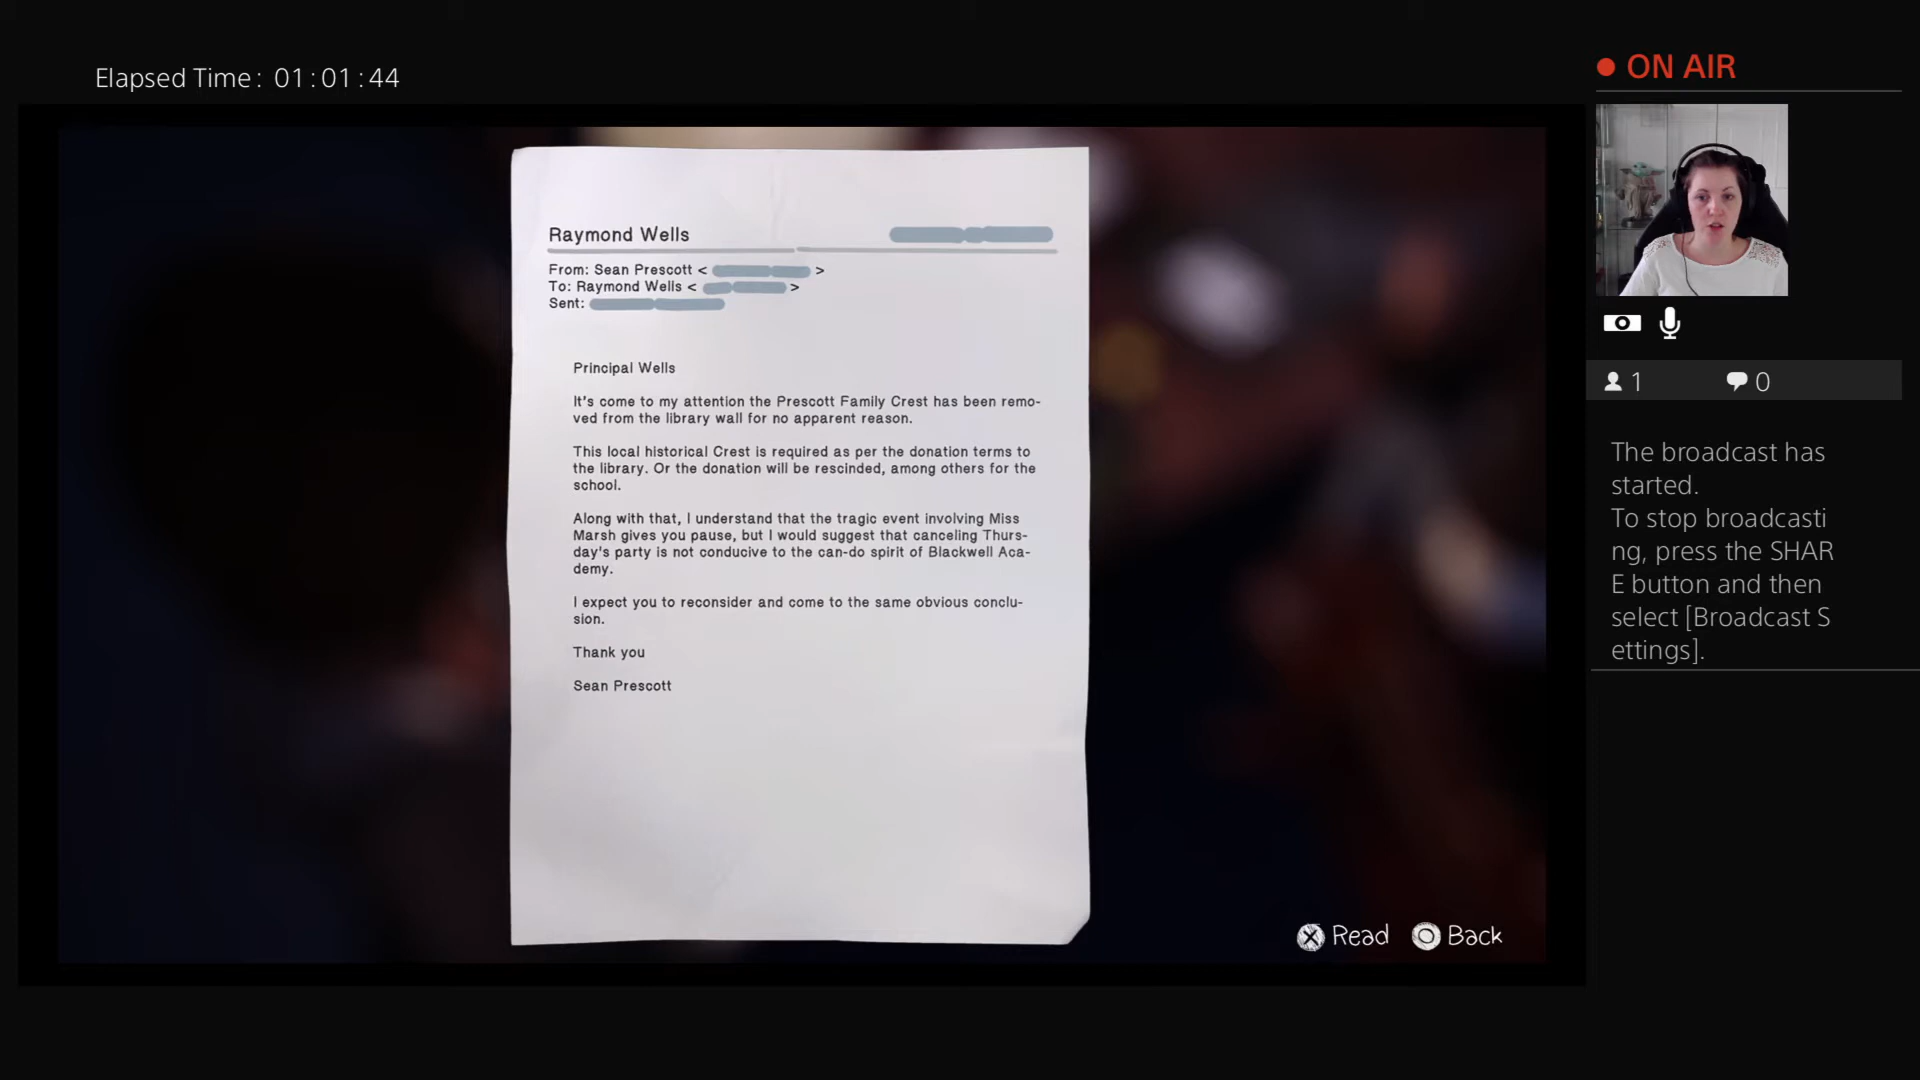 Elapsed Time: 01:01:44
ON AIR
Raymond Wells
From: Sean Prescott < >
To: Raymond Wells < >
Sent:
Principal Wells
It's come to my attention the Prescott Family Crest has been remo-
ved from the library wall for no apparent reason.
This local historical Crest is required as per the donation terms to
the library. Or the donation will be rescinded, among others for the
school.
Along with that, I understand that the tragic event involving Miss
Marsh gives you pause, but I would suggest that canceling Thurs-
day's party is not conducive to the can-do spirit of Blackwell Aca-
demy.
I expect you to reconsider and come to the same obvious conclu-
sion.
Thank you
Sean Prescott
Read Back
1 0
The broadcast has
started.
To stop broadcasti
ng, press the SHAR
E button and then
select [Broadcast S
ettings].